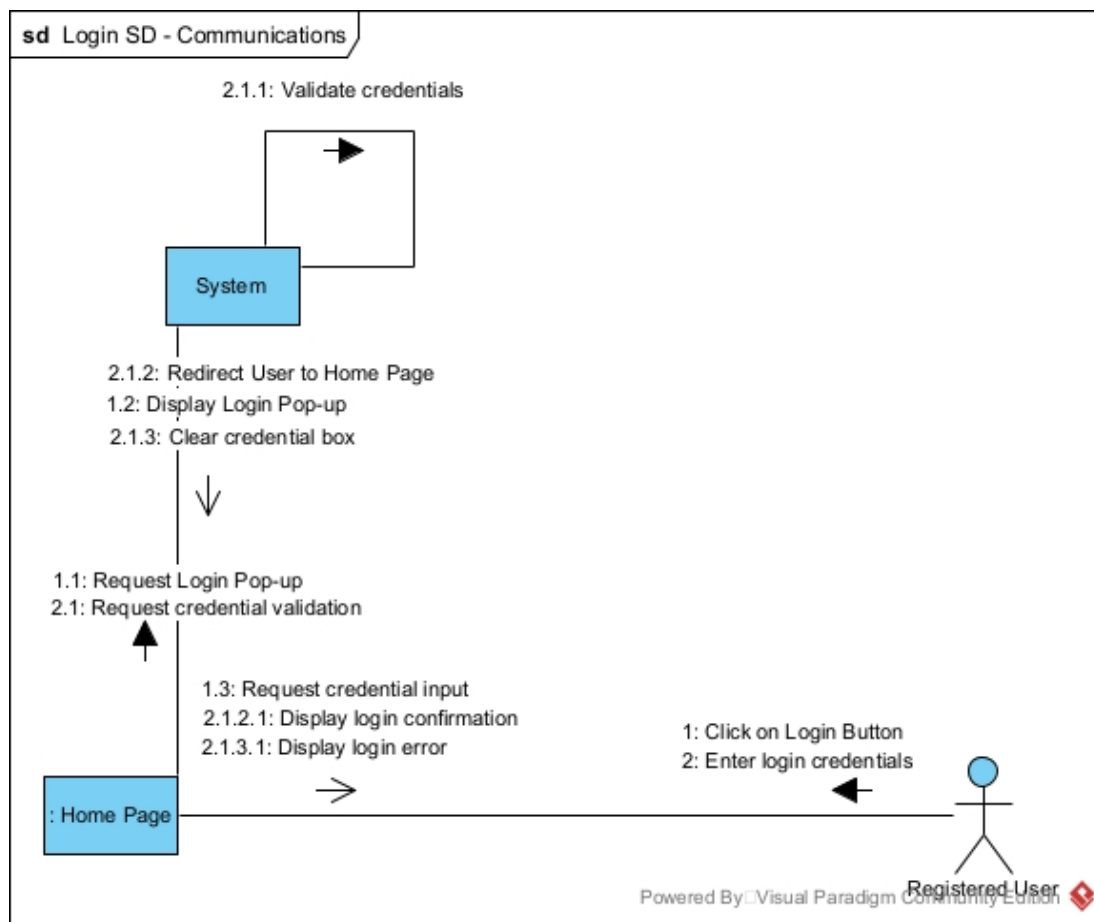 sd Login SD - Communications
2.1.1: Validate credentials
System
2.1.2: Redirect User to Home Page
1.2: Display Login Pop-up
2.1.3: Clear credential box
1.1: Request Login Pop-up
2.1: Request credential validation
1.3: Request credential input
2.1.2.1: Display login confirmation
2.1.3.1: Display login error
1: Click on Login Button
2: Enter login credentials
: Home Page
Registered User
Powered By Visual Paradigm Community Edition